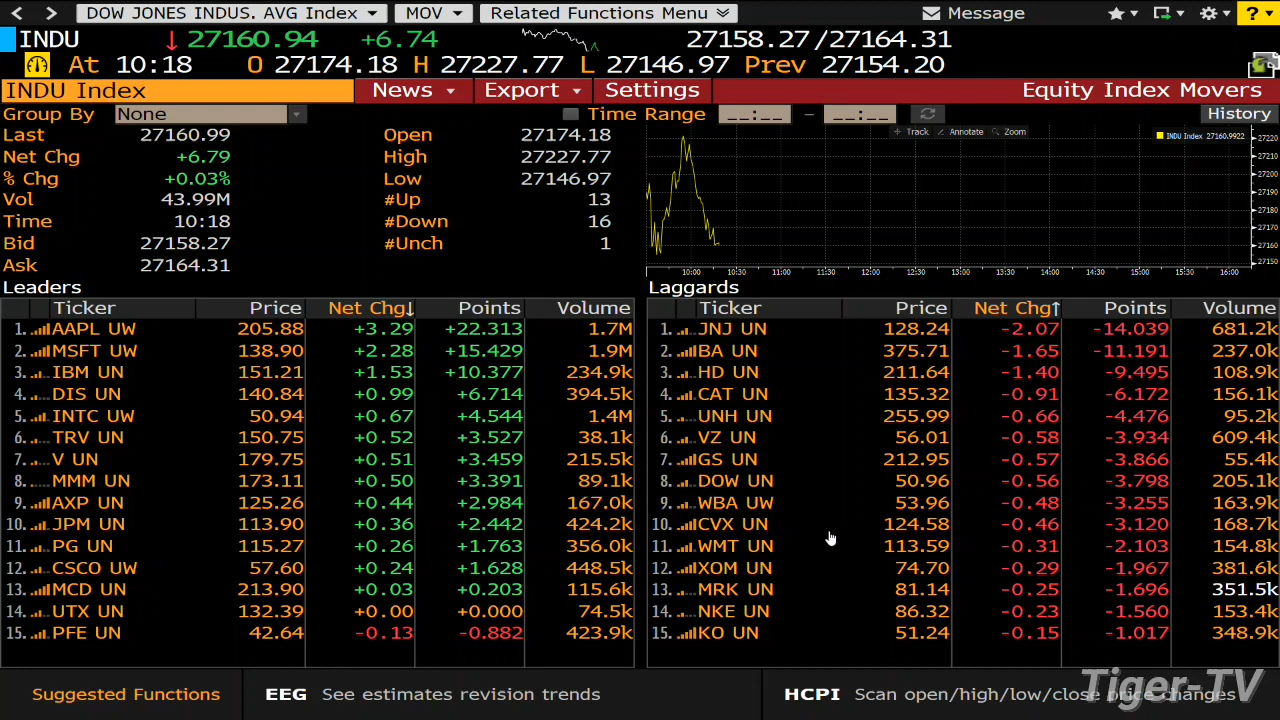 DOW JONES INDUS. AVG Index MOV Related Functions Menu Message ?
INDU 27160.94 +6.74 27158.27/27164.31
At 10:18 O 27174.18 H 27227.77 L 27146.97 Prev 27154.20
INDU Index News Export Settings Equity Index Movers
Group By None Time Range __:__ – __:__ History
Last 27160.99 Open 27174.18
Net Chg +6.79 High 27227.77
% Chg +0.03% Low 27146.97
Vol 43.99M #Up 13
Time 10:18 #Down 16
Bid 27158.27 #Unch 1
Ask 27164.31
Track Annotate Zoom
INDU Index 27160.9922
27220
27210
27200
27190
27180
27170
27160
27150
10:00 10:30 11:00 11:30 12:00 12:30 13:00 13:30 14:00 14:30 15:00 15:30 16:00
Leaders
Ticker Price Net Chg↓ Points Volume
1. AAPL UW 205.88 +3.29 +22.313 1.7M
2. MSFT UW 138.90 +2.28 +15.429 1.9M
3. IBM UN 151.21 +1.53 +10.377 234.9k
4. DIS UN 140.84 +0.99 +6.714 394.5k
5. INTC UW 50.94 +0.67 +4.544 1.4M
6. TRV UN 150.75 +0.52 +3.527 38.1k
7. V UN 179.75 +0.51 +3.459 215.5k
8. MMM UN 173.11 +0.50 +3.391 89.1k
9. AXP UN 125.26 +0.44 +2.984 167.0k
10. JPM UN 113.90 +0.36 +2.442 424.2k
11. PG UN 115.27 +0.26 +1.763 356.0k
12. CSCO UW 57.60 +0.24 +1.628 448.5k
13. MCD UN 213.90 +0.03 +0.203 115.6k
14. UTX UN 132.39 +0.00 +0.000 74.5k
15. PFE UN 42.64 -0.13 -0.882 423.9k
Laggards
Ticker Price Net Chg↑ Points Volume
1. JNJ UN 128.24 -2.07 -14.039 681.2k
2. BA UN 375.71 -1.65 -11.191 237.0k
3. HD UN 211.64 -1.40 -9.495 108.9k
4. CAT UN 135.32 -0.91 -6.172 156.1k
5. UNH UN 255.99 -0.66 -4.476 95.2k
6. VZ UN 56.01 -0.58 -3.934 609.4k
7. GS UN 212.95 -0.57 -3.866 55.4k
8. DOW UN 50.96 -0.56 -3.798 205.1k
9. WBA UW 53.96 -0.48 -3.255 163.9k
10. CVX UN 124.58 -0.46 -3.120 168.7k
11. WMT UN 113.59 -0.31 -2.103 154.8k
12. XOM UN 74.70 -0.29 -1.967 381.6k
13. MRK UN 81.14 -0.25 -1.696 351.5k
14. NKE UN 86.32 -0.23 -1.560 153.4k
15. KO UN 51.24 -0.15 -1.017 348.9k
Suggested Functions EEG See estimates revision trends HCPI Scan open/high/low/close price changes
Tiger-TV